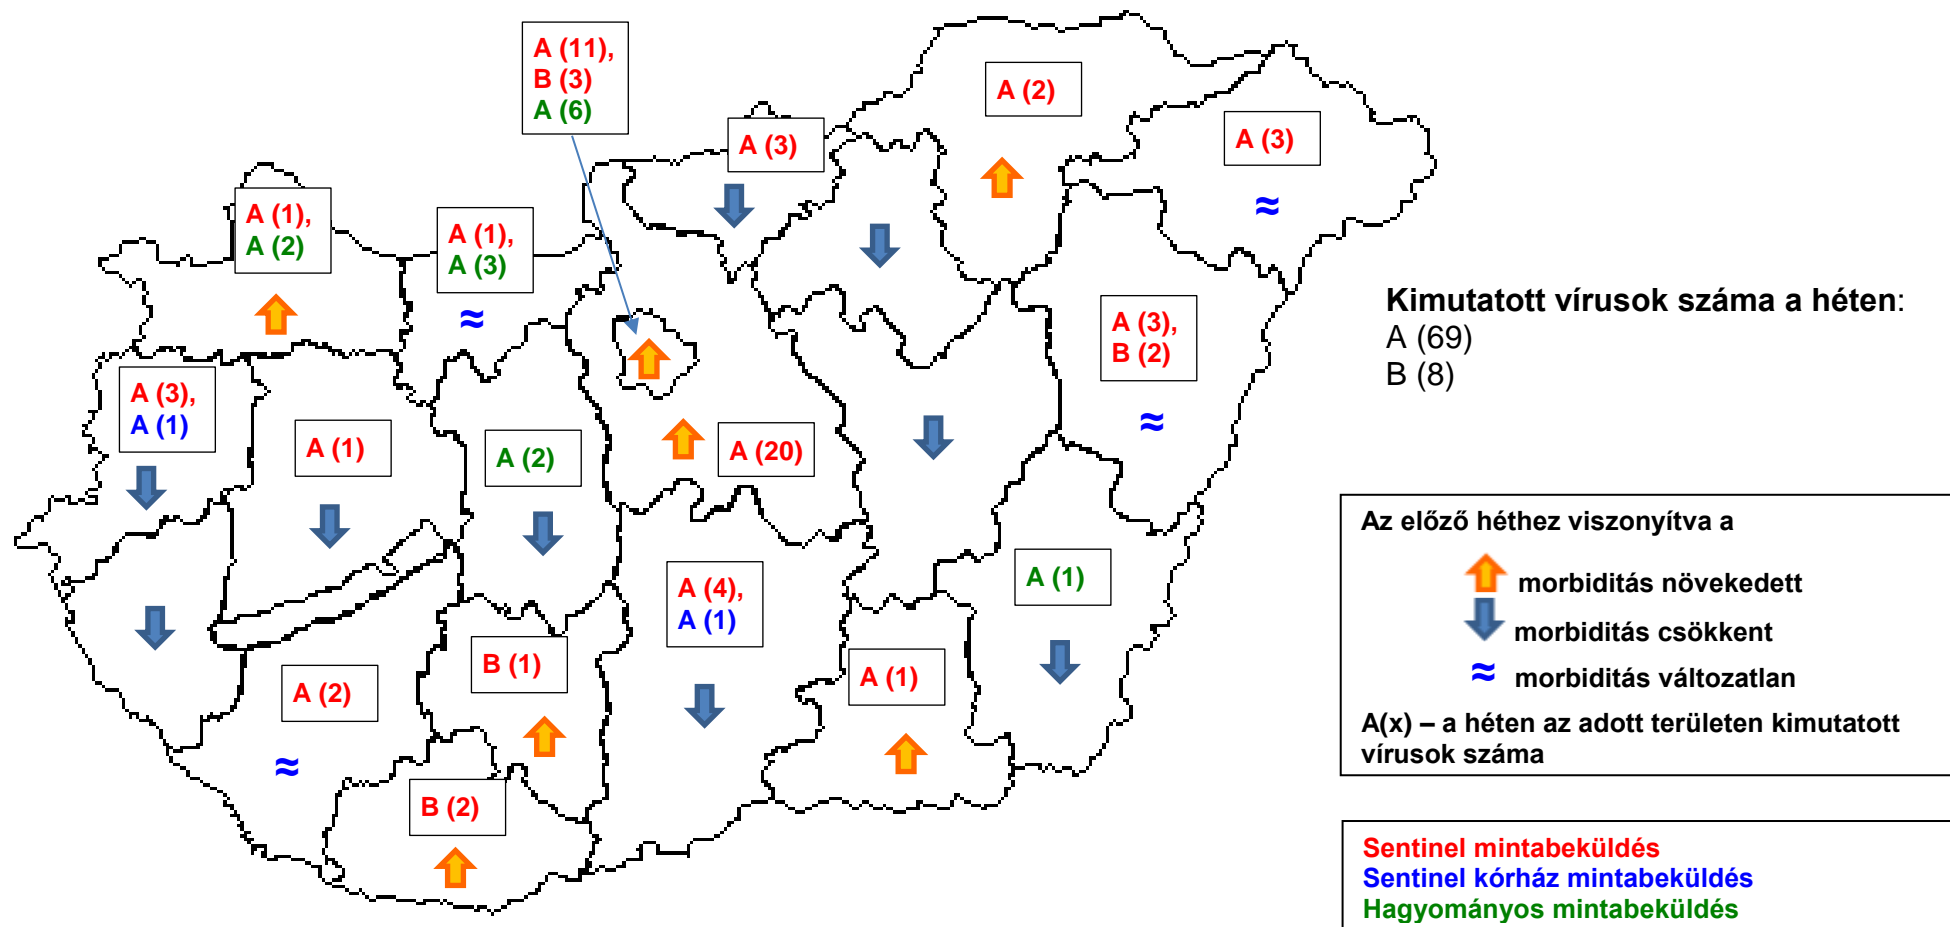 A (11),
B (3)
A (6)
A (2)
A (3)
A (3)
A (1),
A (2)
A (1),
A (3)
A (3),
B (2)
Kimutatott vírusok száma a héten:
A (69)
B (8)
A (3),
A (1)
A (1)
A (2)
A (20)
A (4),
A (1)
A (1)
B (1)
A (1)
A (2)
B (2)
Az előző héthez viszonyítva a
morbiditás növekedett
morbiditás csökkent
≈ morbiditás változatlan
A(x) – a héten az adott területen kimutatott
vírusok száma
Sentinel mintabeküldés
Sentinel kórház mintabeküldés
Hagyományos mintabeküldés